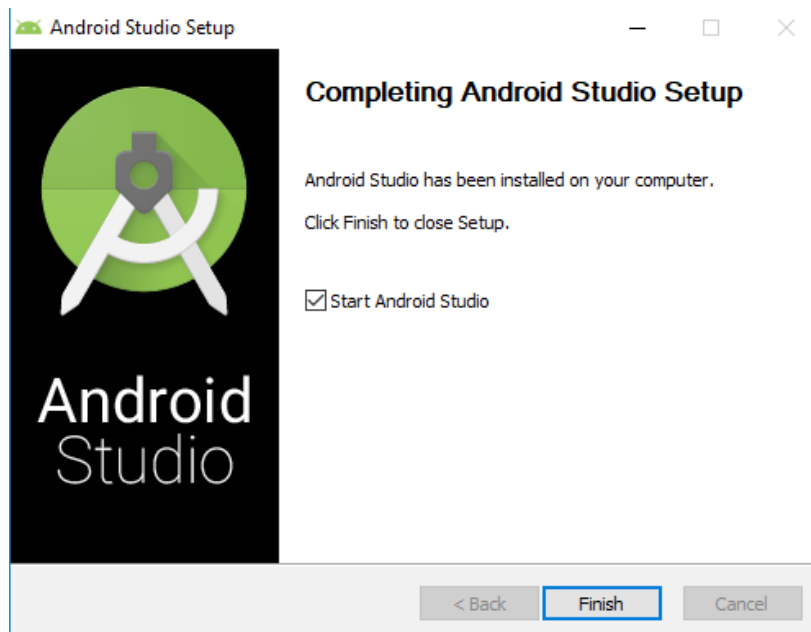 Android Studio Setup
Completing Android Studio Setup
Android Studio has been installed on your computer.
Click Finish to close Setup.
Start Android Studio
Android
Studio
< Back
Finish
Cancel